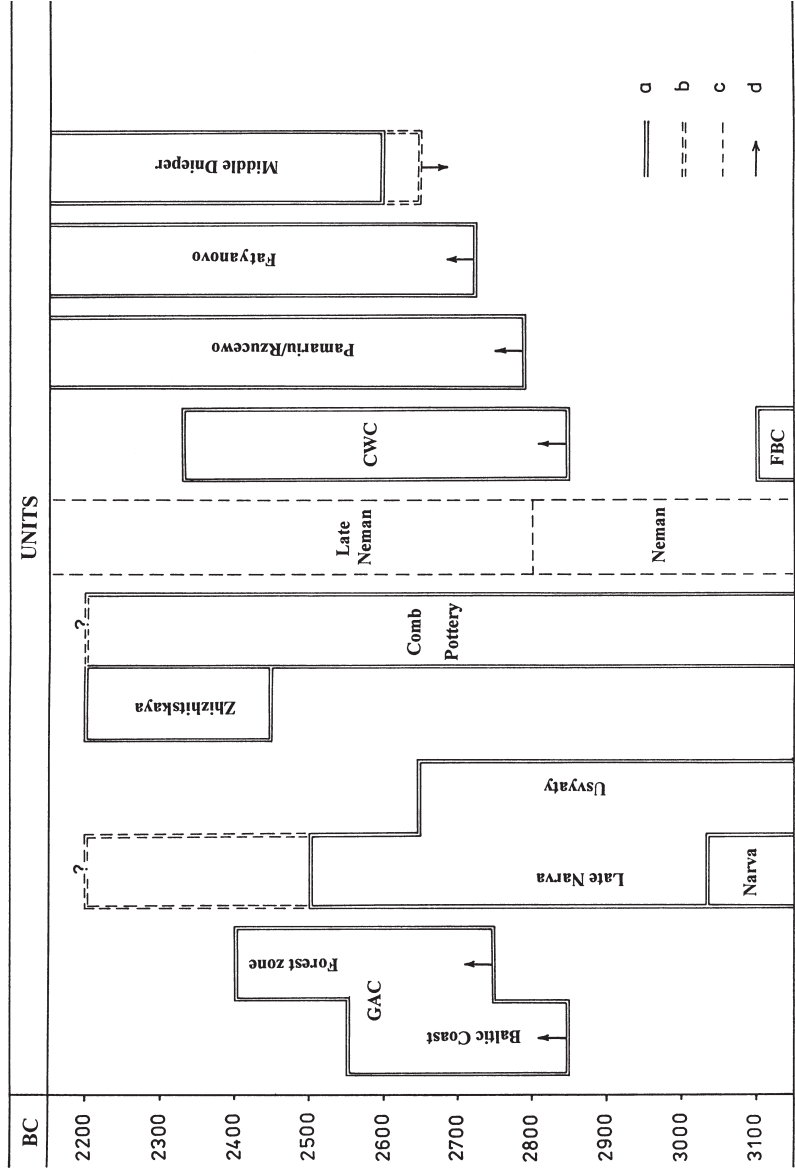 BC
UNITS
2200
2300
2400
2500
2600
2700
2800
2900
3000
3100
Baltic Coast
GAC
Forest zone
?
Late Narva
Narva
Usvyaty
Zhizhitskaya
?
Comb
Pottery
Late
Neman
Neman
CWC
FBC
Pamariu/Rzucewo
Fatyanovo
Middle Dnieper
a
b
c
d